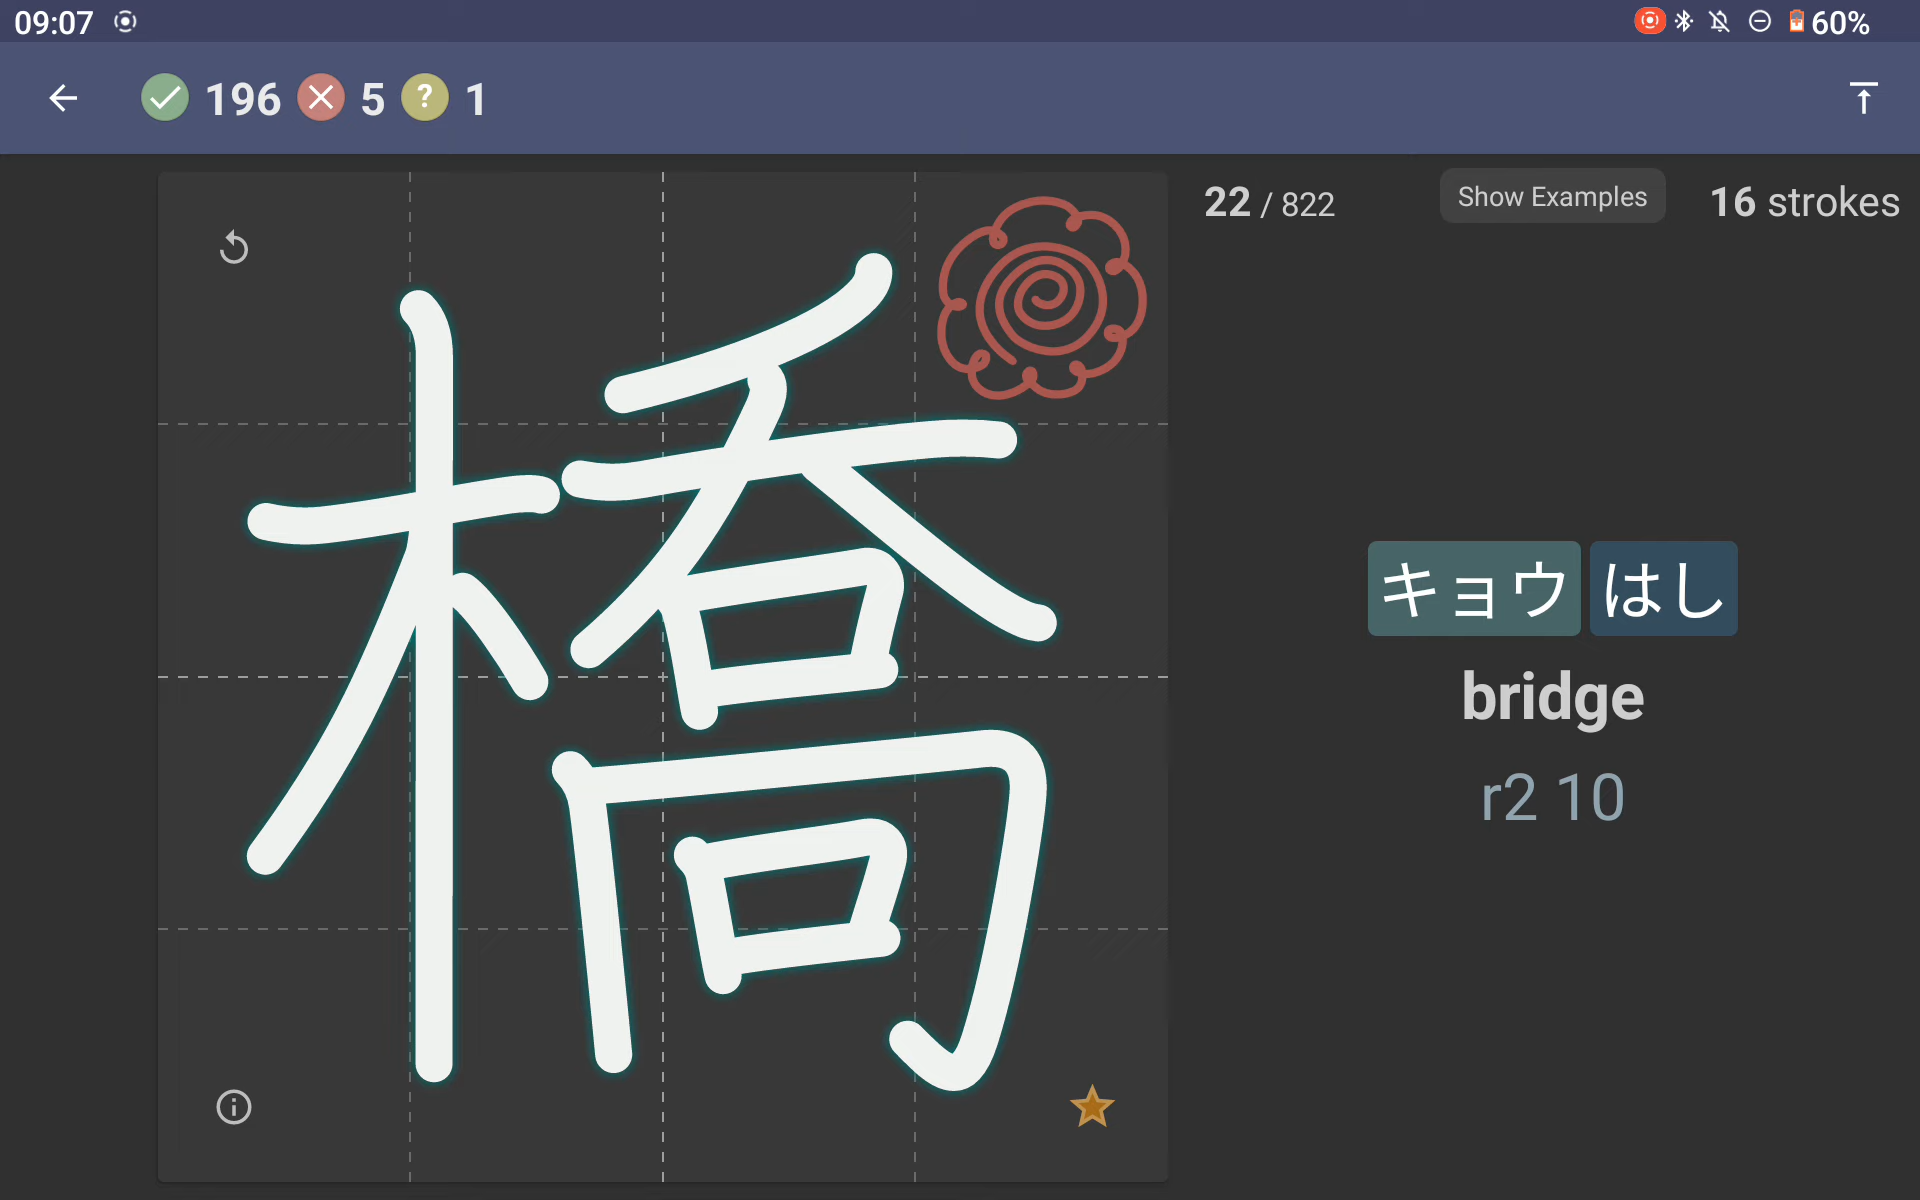 09:07 60%
196 5 ? 1
22 / 822 Show Examples 16 strokes
橋
キョウ はし
bridge
r2 10